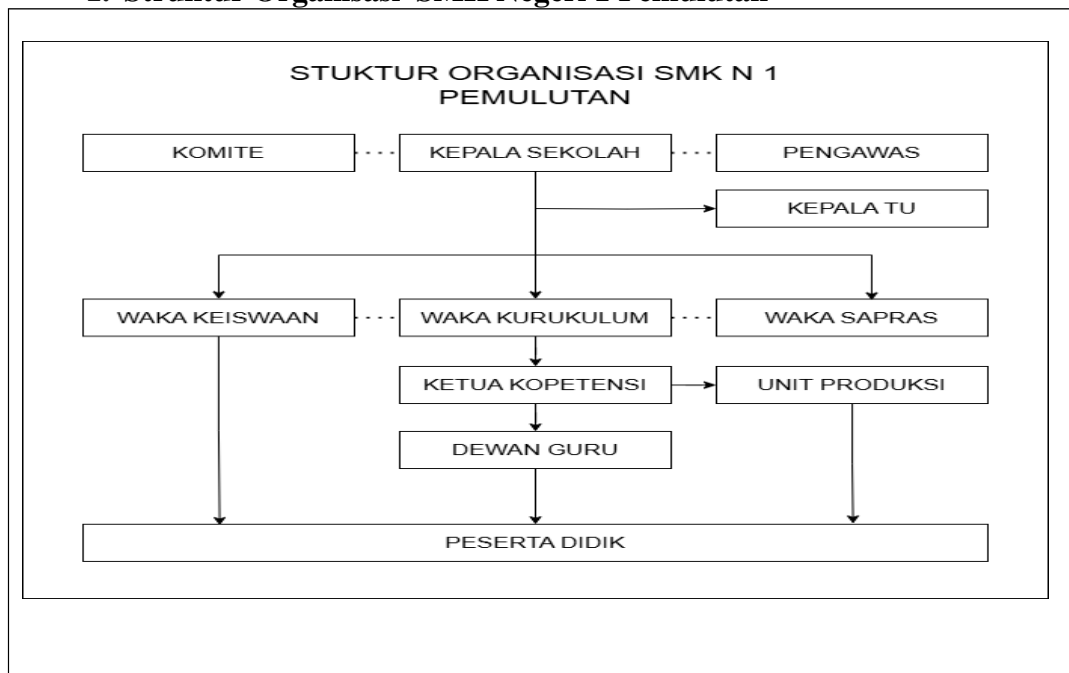 STUKTUR ORGANISASI SMK N 1
PEMULUTAN
KOMITE
KEPALA SEKOLAH
PENGAWAS
KEPALA TU
WAKA KEISWAAN
WAKA KURUKULUM
WAKA SAPRAS
KETUA KOPETENSI
UNIT PRODUKSI
DEWAN GURU
PESERTA DIDIK